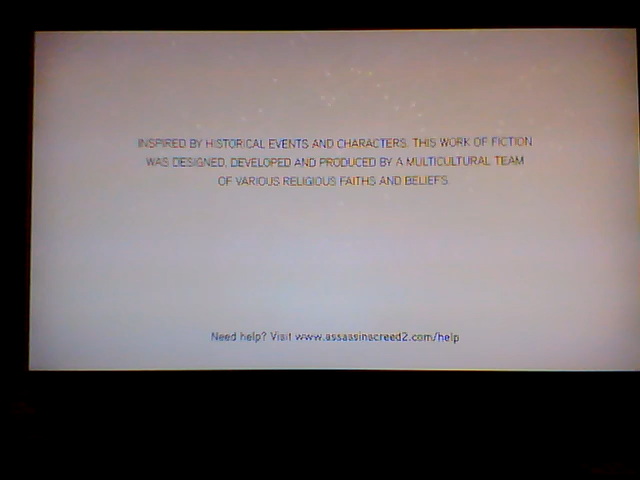 INSPIRED BY HISTORICAL EVENTS AND CHARACTERS. THIS WORK OF FICTION
WAS DESIGNED, DEVELOPED AND PRODUCED BY A MULTICULTURAL TEAM
OF VARIOUS RELIGIOUS FAITHS AND BELIEFS.
Need help? Visit www.assassinscreed2.com/help